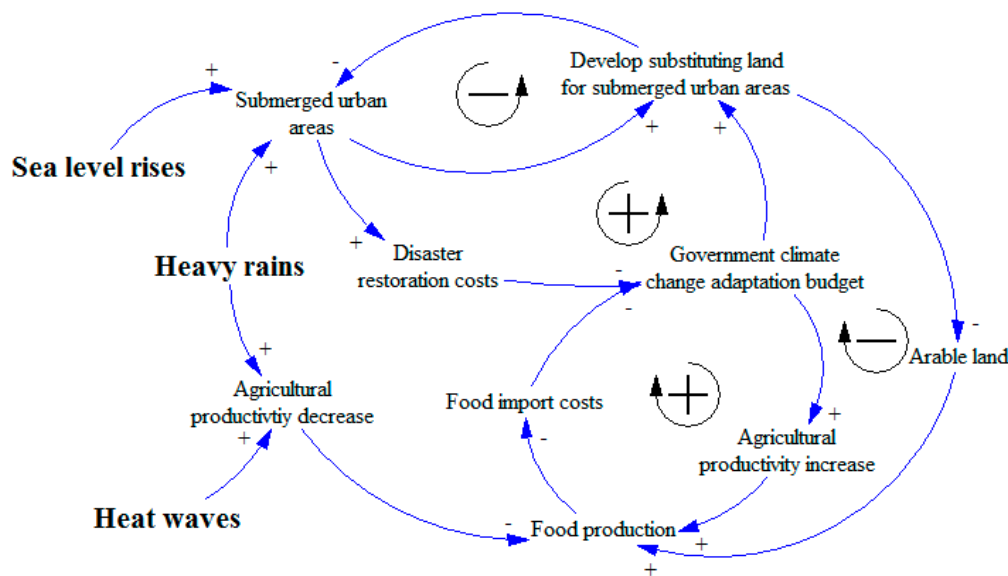 Develop substituting land
for submerged urban areas
+
-
Submerged urban
areas
-
+
+
+
Sea level rises
+
+
Disaster
restoration costs
Heavy rains
-
Government climate
change adaptation budget
-
-
Arable land
+
Agricultural
productivtiy decrease
+
Food import costs
+
-
Agricultural
productivity increase
Heat waves
-
Food production
+
+
+